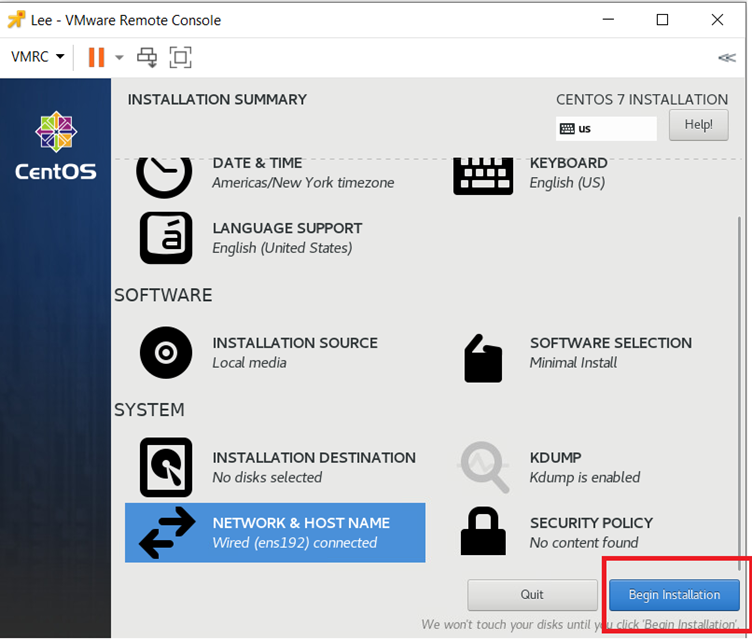 Lee - VMware Remote Console
VMRC
INSTALLATION SUMMARY
CENTOS 7 INSTALLATION
us
Help!
CentOS
DATE & TIME
Americas/New York timezone
KEYBOARD
English (US)
LANGUAGE SUPPORT
English (United States)
SOFTWARE
INSTALLATION SOURCE
Local media
SOFTWARE SELECTION
Minimal Install
SYSTEM
INSTALLATION DESTINATION
No disks selected
KDUMP
Kdump is enabled
NETWORK & HOST NAME
Wired (ens192) connected
SECURITY POLICY
No content found
Quit
Begin Installation
We won't touch your disks until you click 'Begin Installation'.